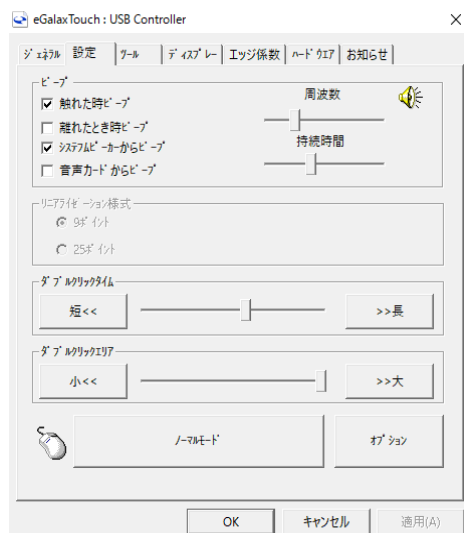 eGalaxTouch : USB Controller
ｼﾞｪﾈﾗﾙ 設定 ﾂｰﾙ ﾃﾞｨｽﾌﾟﾚｰ エッジ係数 ﾊｰﾄﾞｳｴｱ お知らせ
ﾋﾞｰﾌﾟ
触れた時ﾋﾞｰﾌﾟ
周波数
離れたとき時ﾋﾞｰﾌﾟ
ｼｽﾃﾌﾑﾋﾟｰｶｰからﾋﾞｰﾌﾟ
持続時間
音声ｶｰﾄﾞからﾋﾞｰﾌﾟ
ﾘﾆｱﾗｲｾﾞｰｼｮﾝ様式
9ﾎﾟｲﾝﾄ
25ﾎﾟｲﾝﾄ
ﾀﾞﾌﾞﾙｸﾘｯｸﾀｲﾑ
短<< >>長
ﾀﾞﾌﾞﾙｸﾘｯｸｴﾘｱ
小<< >>大
ﾉｰﾏﾙﾓｰﾄﾞ ｵﾌﾟｼｮﾝ
OK キャンセル 適用(A)